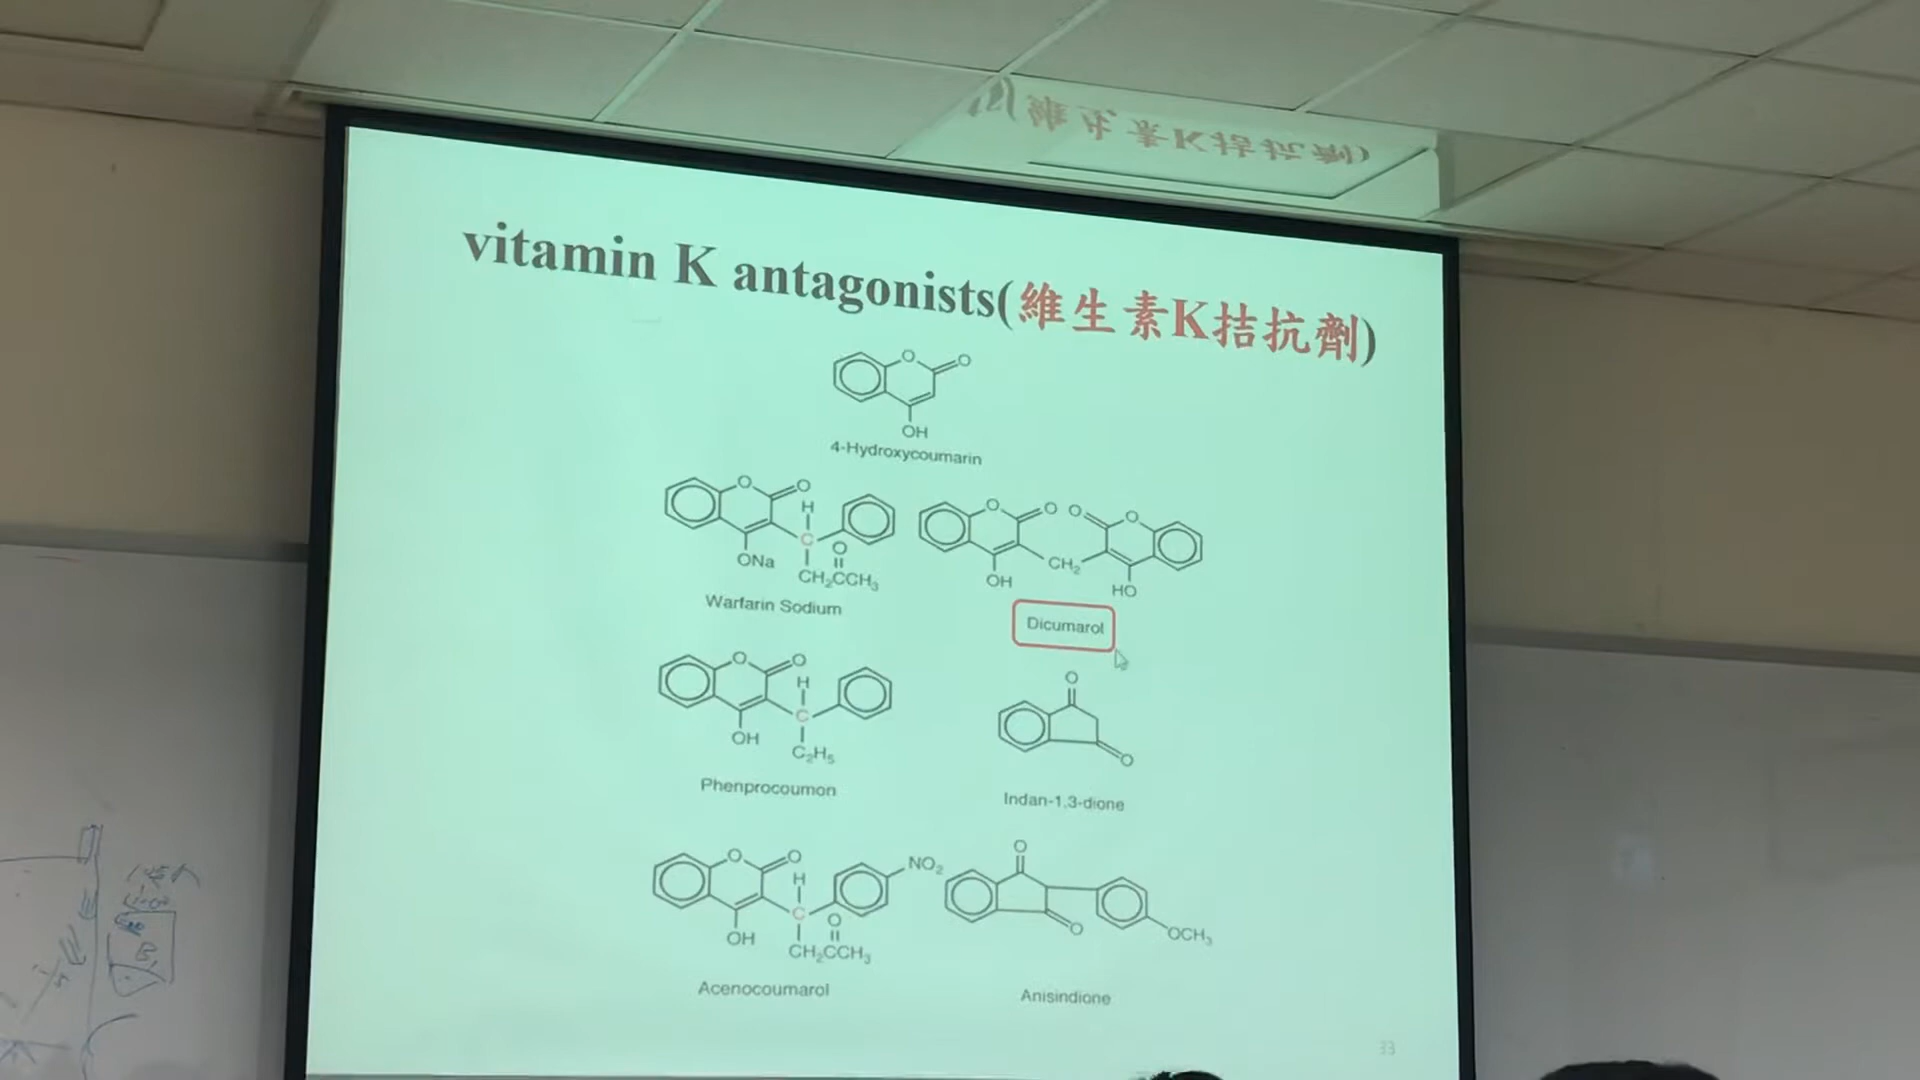 vitamin K antagonists(維生素K拮抗劑)
O
O
OH
4-Hydroxycoumarin
O
O
H
C
O
ONa
CH₂CCH₃
Warfarin Sodium
O
O
O
O
CH₂
OH
HO
Dicumarol
O
O
H
C
OH
C₂H₅
Phenprocoumon
O
O
Indan-1,3-dione
O
O
H
NO₂
C
O
OH
CH₂CCH₃
Acenocoumarol
O
O
OCH₃
Anisindione
33